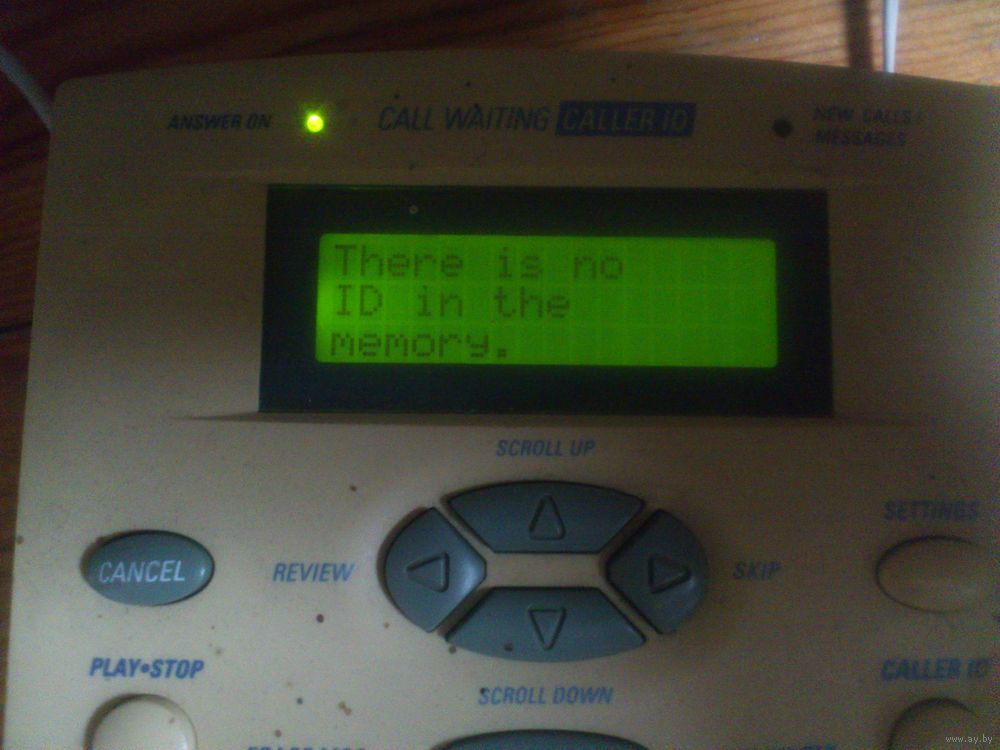 ANSWER ON
CALL WAITING CALLER ID
NEW CALLS /
MESSAGES
There is no
ID in the
memory.
SCROLL UP
SETTINGS
CANCEL
REVIEW
SKIP
PLAY•STOP
CALLER ID
SCROLL DOWN
www.ay.by